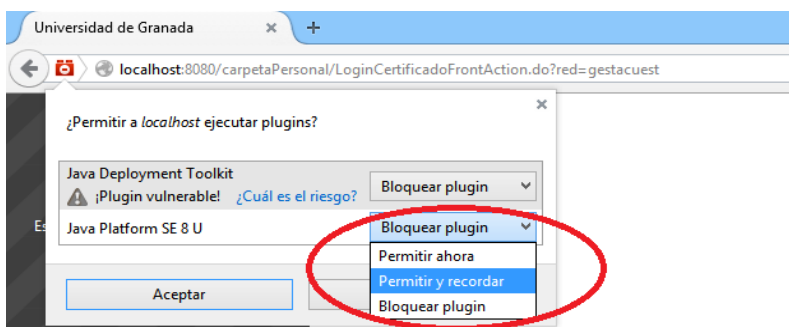 Universidad de Granada
localhost:8080/carpetaPersonal/LoginCertificadoFrontAction.do?red=gestacuest
¿Permitir a localhost ejecutar plugins?
Java Deployment Toolkit
¡Plugin vulnerable! ¿Cuál es el riesgo?
Bloquear plugin
Es
Java Platform SE 8 U
Bloquear plugin
Permitir ahora
Permitir y recordar
Bloquear plugin
Aceptar